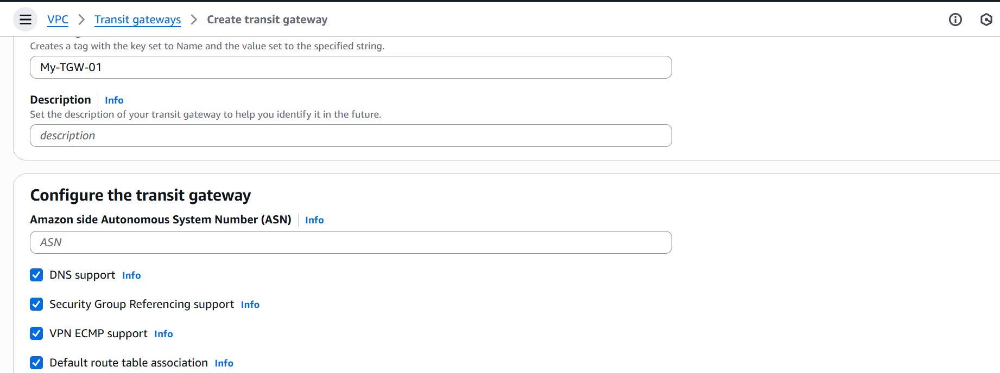 VPC > Transit gateways > Create transit gateway
Creates a tag with the key set to Name and the value set to the specified string.
My-TGW-01
Description Info
Set the description of your transit gateway to help you identify it in the future.
description
Configure the transit gateway
Amazon side Autonomous System Number (ASN) Info
ASN
DNS support Info
Security Group Referencing support Info
VPN ECMP support Info
Default route table association Info